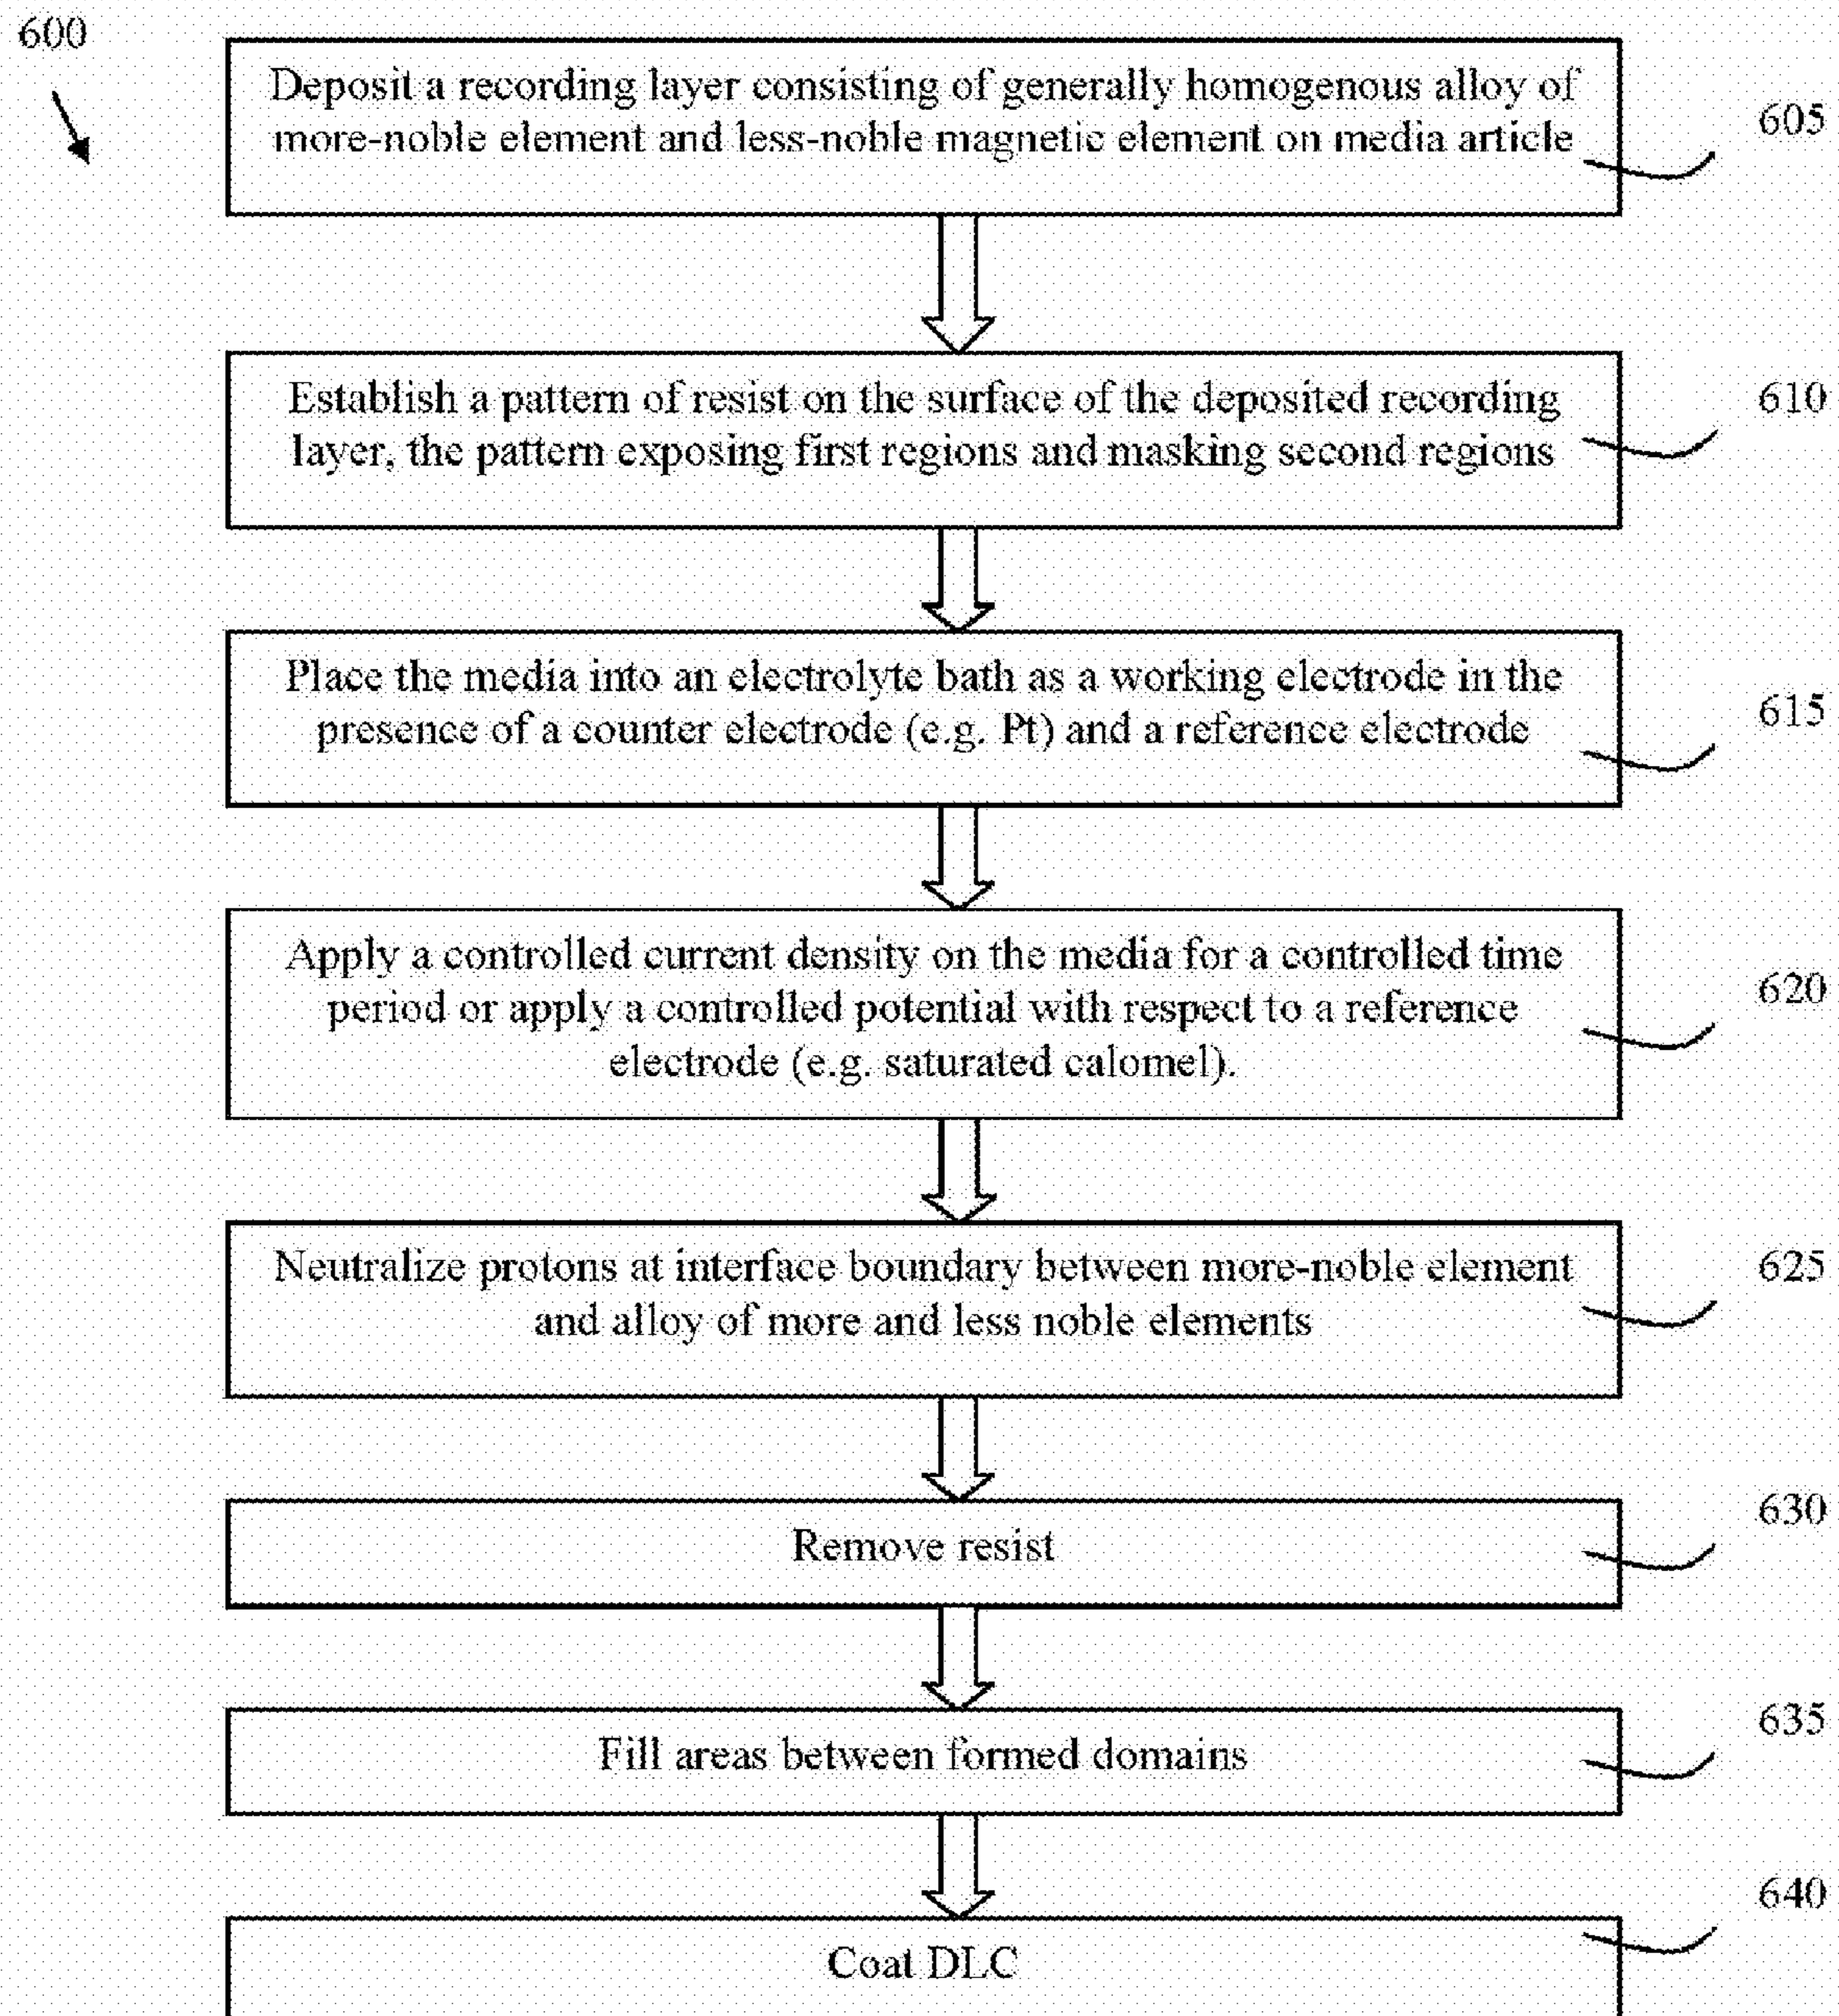 600
Deposit a recording layer consisting of generally homogenous alloy of
more-noble element and less-noble magnetic element on media article
605
Establish a pattern of resist on the surface of the deposited recording
layer, the pattern exposing first regions and masking second regions
610
Place the media into an electrolyte bath as a working electrode in the
presence of a counter electrode (e.g. Pt) and a reference electrode
615
Apply a controlled current density on the media for a controlled time
period or apply a controlled potential with respect to a reference
electrode (e.g. saturated calomel).
620
Neutralize protons at interface boundary between more-noble element
and alloy of more and less noble elements
625
Remove resist
630
Fill areas between formed domains
635
Coat DLC
640